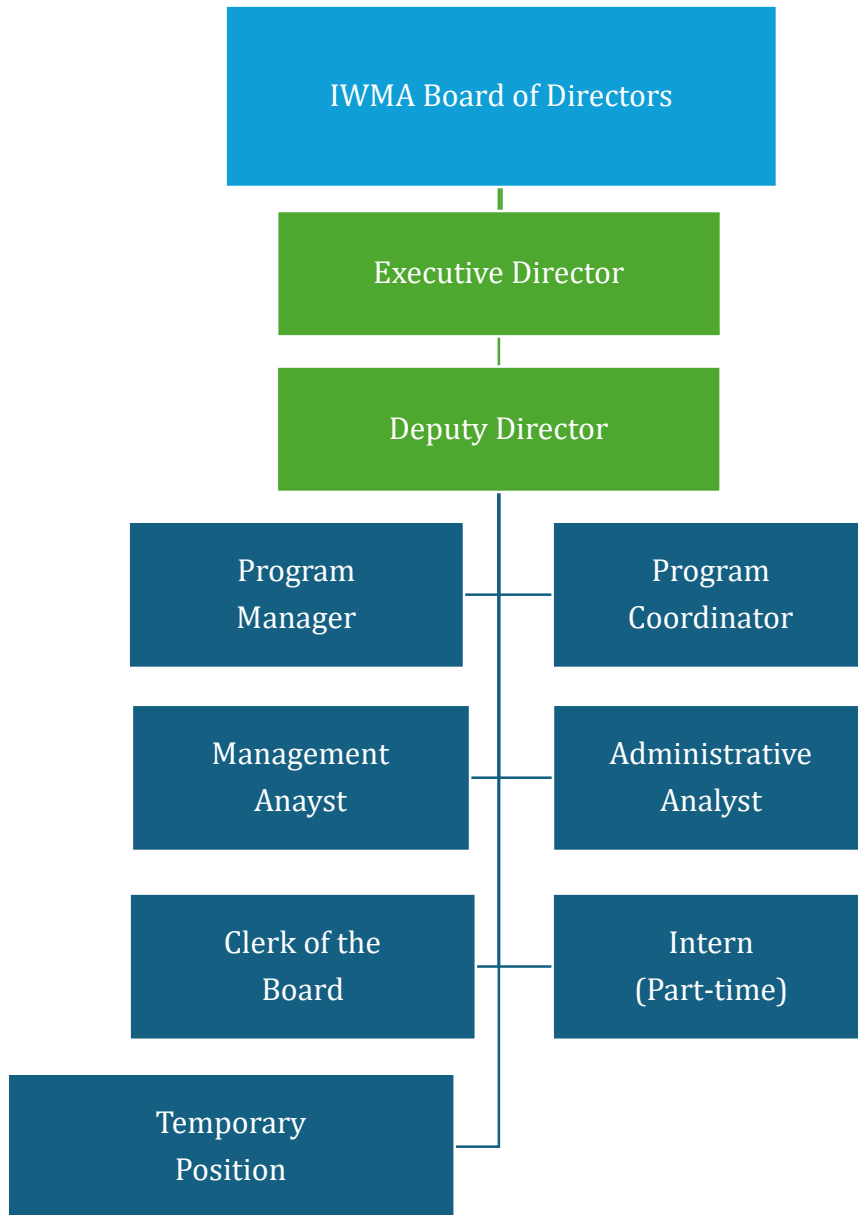 IWMA Board of Directors
Executive Director
Deputy Director
Program
Manager
Program
Coordinator
Management
Anayst
Administrative
Analyst
Clerk of the
Board
Intern
(Part-time)
Temporary
Position